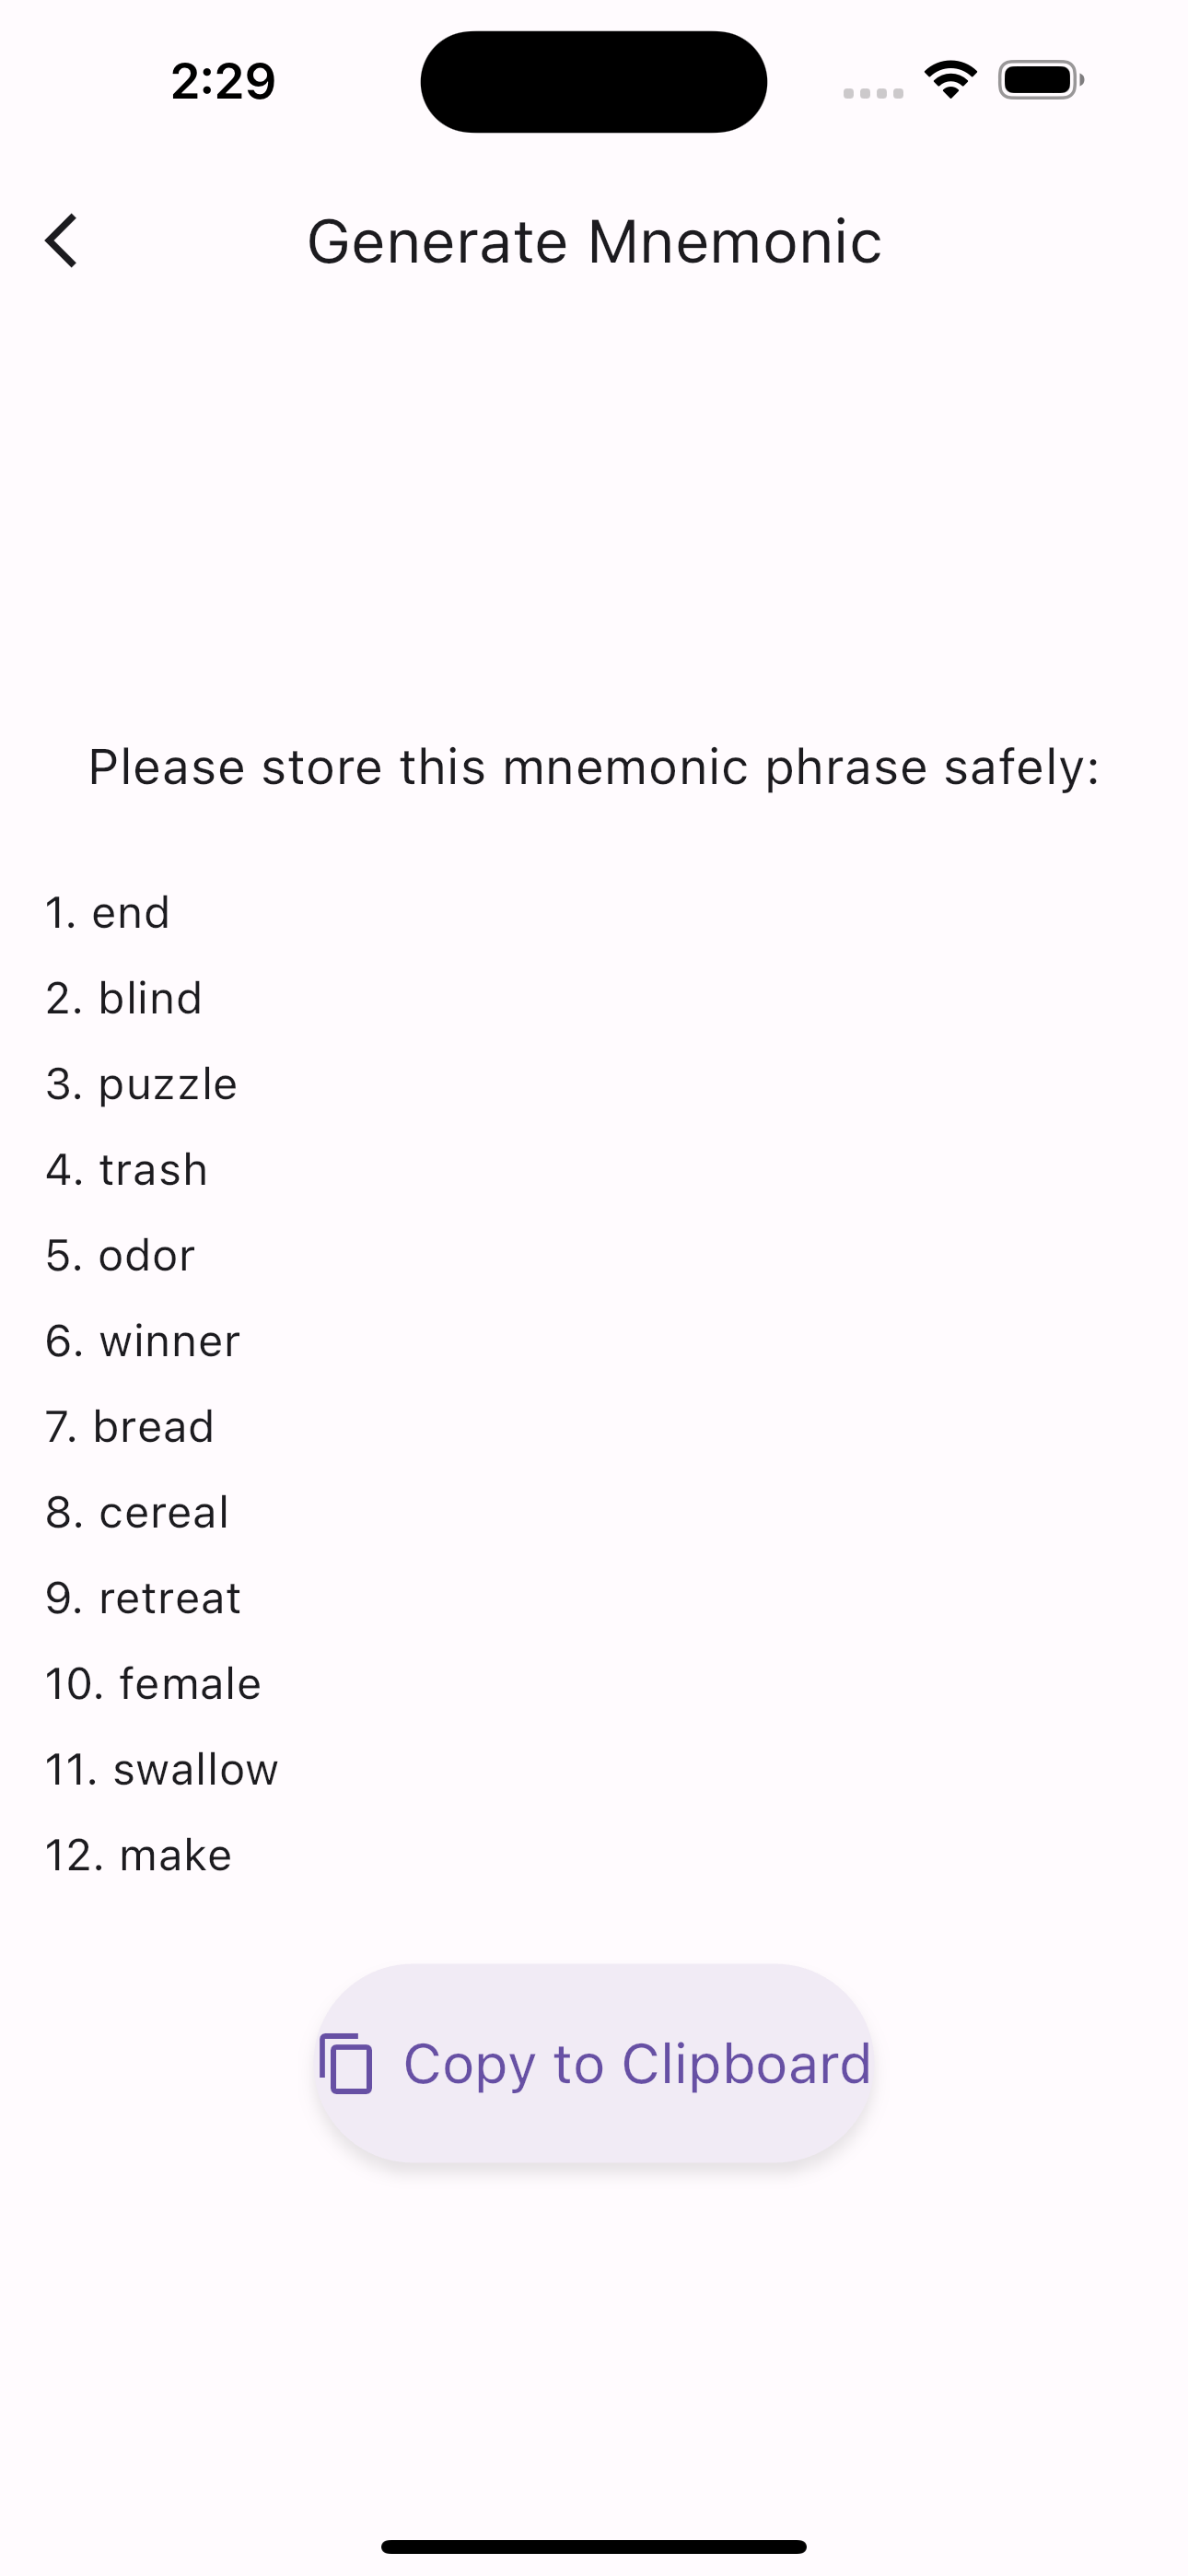 2:29
Generate Mnemonic
Please store this mnemonic phrase safely:
1. end
2. blind
3. puzzle
4. trash
5. odor
6. winner
7. bread
8. cereal
9. retreat
10. female
11. swallow
12. make
Copy to Clipboard